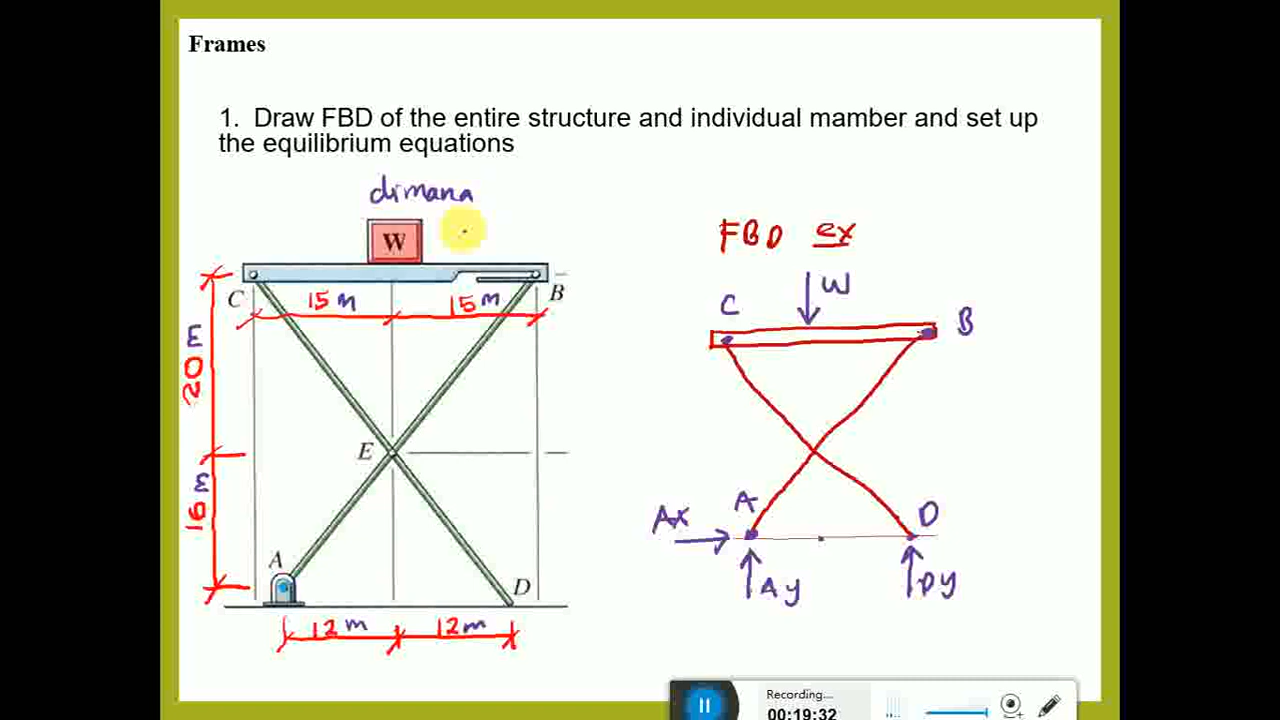 Frames
1. Draw FBD of the entire structure and individual mamber and set up
the equilibrium equations
dimana
W
C
15 m
15 m
B
20 m
E
16 m
A
D
12 m
12 m
FBD ex
W
C
B
A
D
Ax
Ay
Dy
Recording...
00:19:32